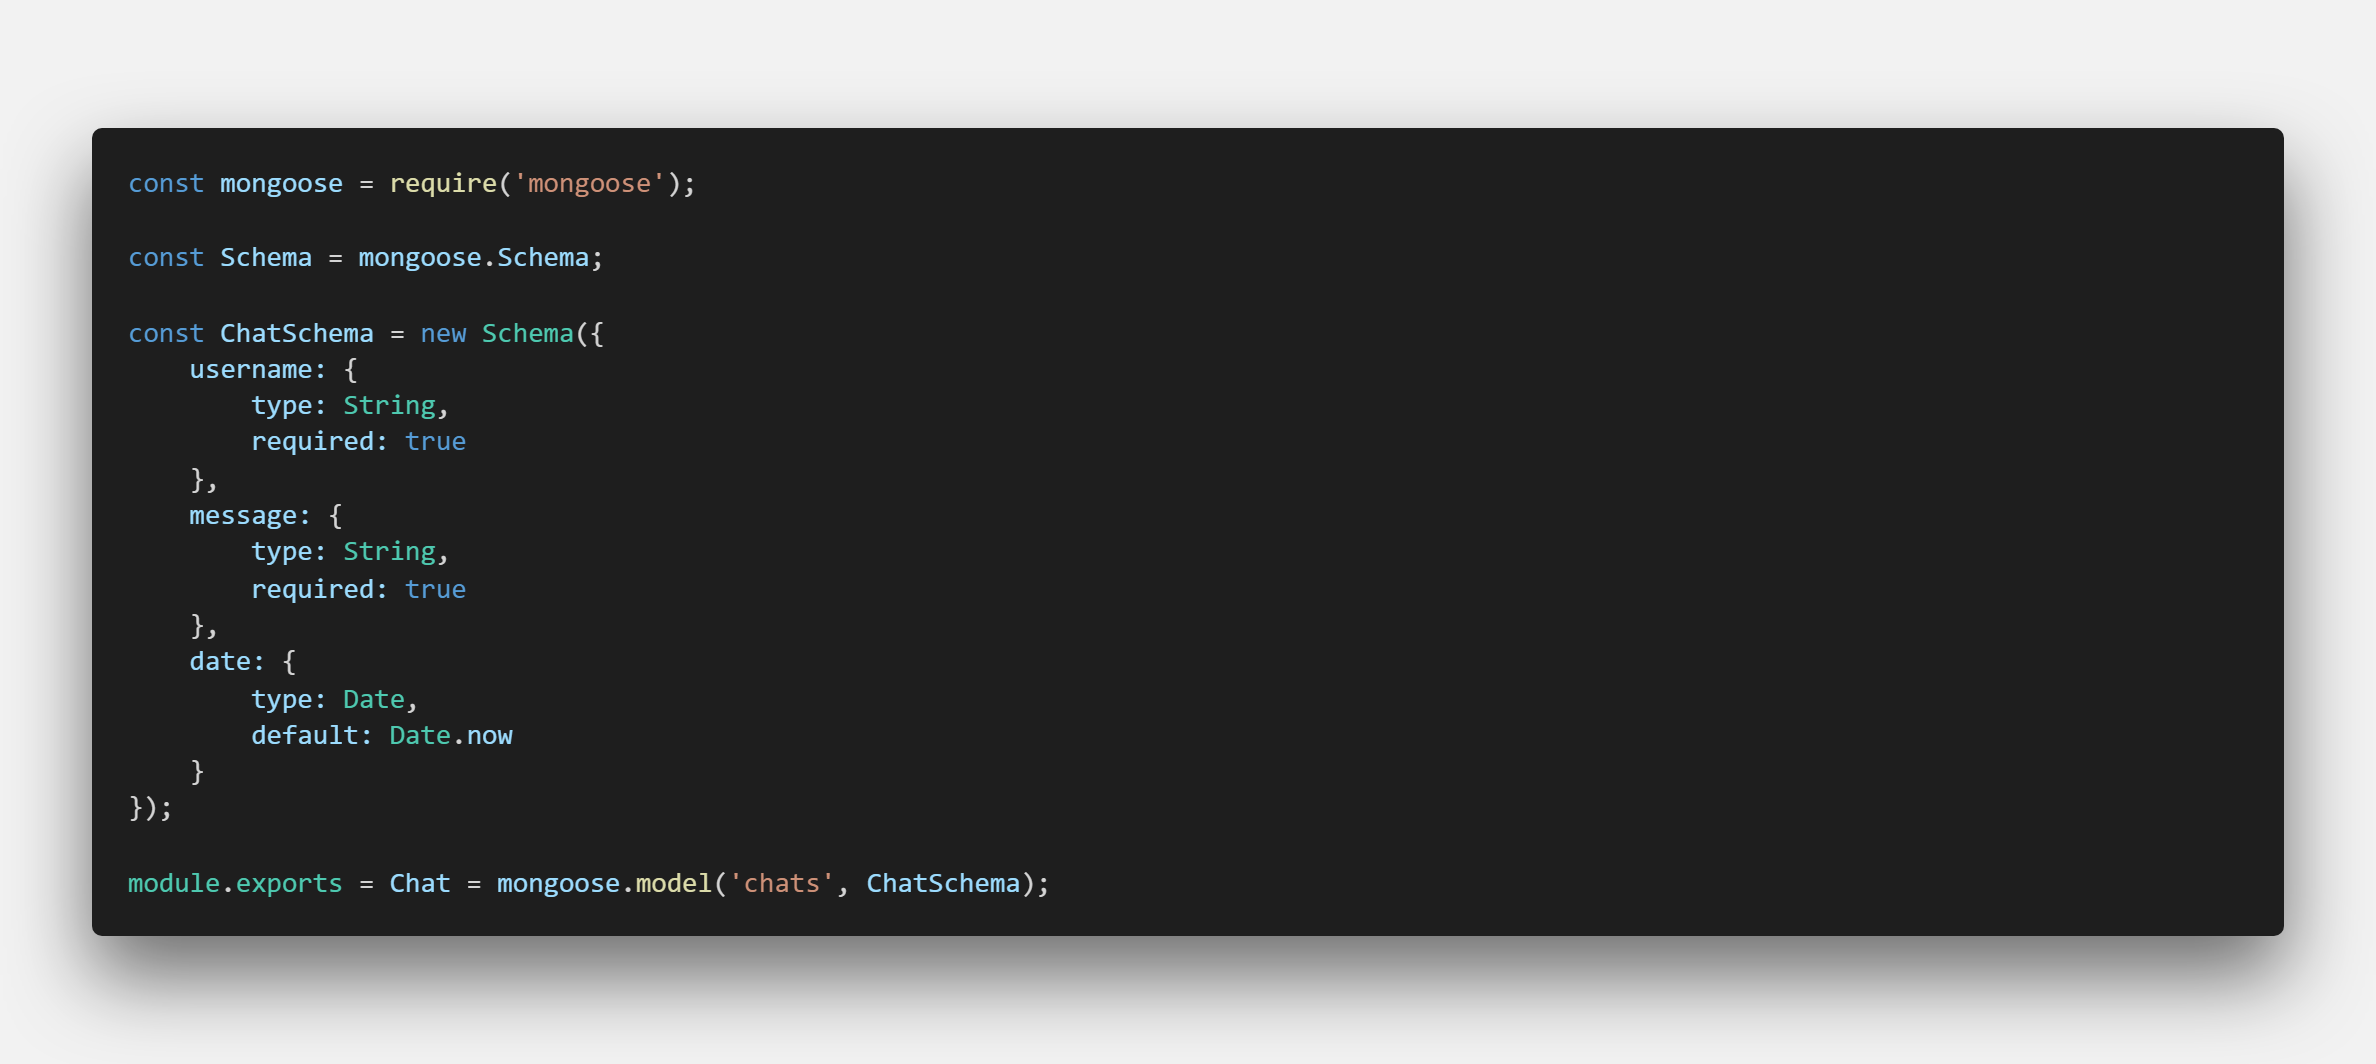 const mongoose = require('mongoose');

const Schema = mongoose.Schema;

const ChatSchema = new Schema({
    username: {
        type: String,
        required: true
    },
    message: {
        type: String,
        required: true
    },
    date: {
        type: Date,
        default: Date.now
    }
});

module.exports = Chat = mongoose.model('chats', ChatSchema);